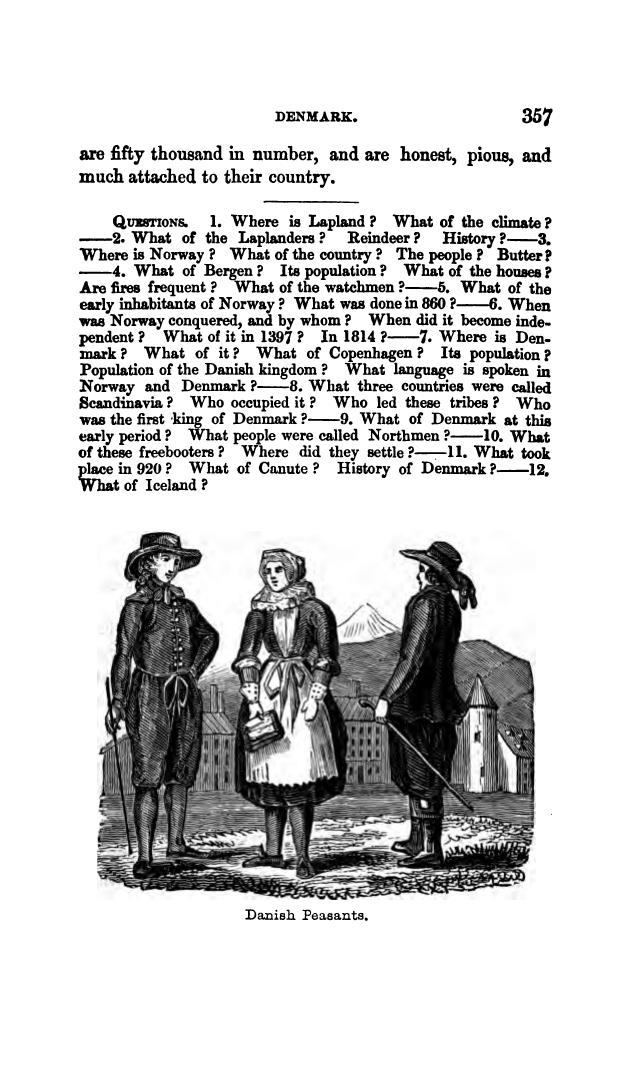 DENMARK. 357
are fifty thousand in number, and are honest, pious, and
much attached to their country.
QUESTIONS. 1. Where is Lapland? What of the climate?
——2. What of the Laplanders? Reindeer? History?——3.
Where is Norway? What of the country? The people? Butter?
——4. What of Bergen? Its population? What of the houses?
Are fires frequent? What of the watchmen?——5. What of the
early inhabitants of Norway? What was done in 860?——6. When
was Norway conquered, and by whom? When did it become inde-
pendent? What of it in 1397? In 1814?——7. Where is Den-
mark? What of it? What of Copenhagen? Its population?
Population of the Danish kingdom? What language is spoken in
Norway and Denmark?——8. What three countries were called
Scandinavia? Who occupied it? Who led these tribes? Who
was the first king of Denmark?——9. What of Denmark at this
early period? What people were called Northmen?——10. What
of these freebooters? Where did they settle?——11. What took
place in 920? What of Canute? History of Denmark?——12.
What of Iceland?
Danish Peasants.